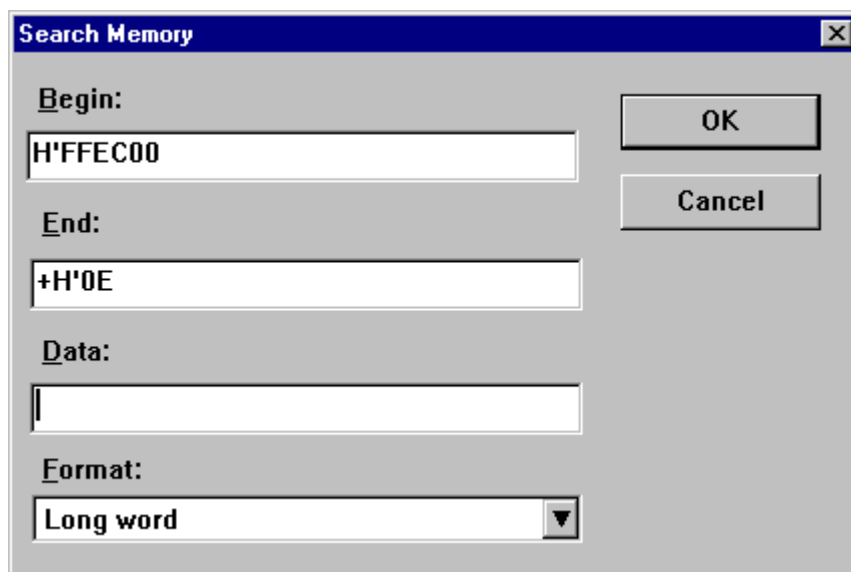 Search Memory
Begin:
H'FFEC00
OK
Cancel
End:
+H'0E
Data:
Format:
Long word